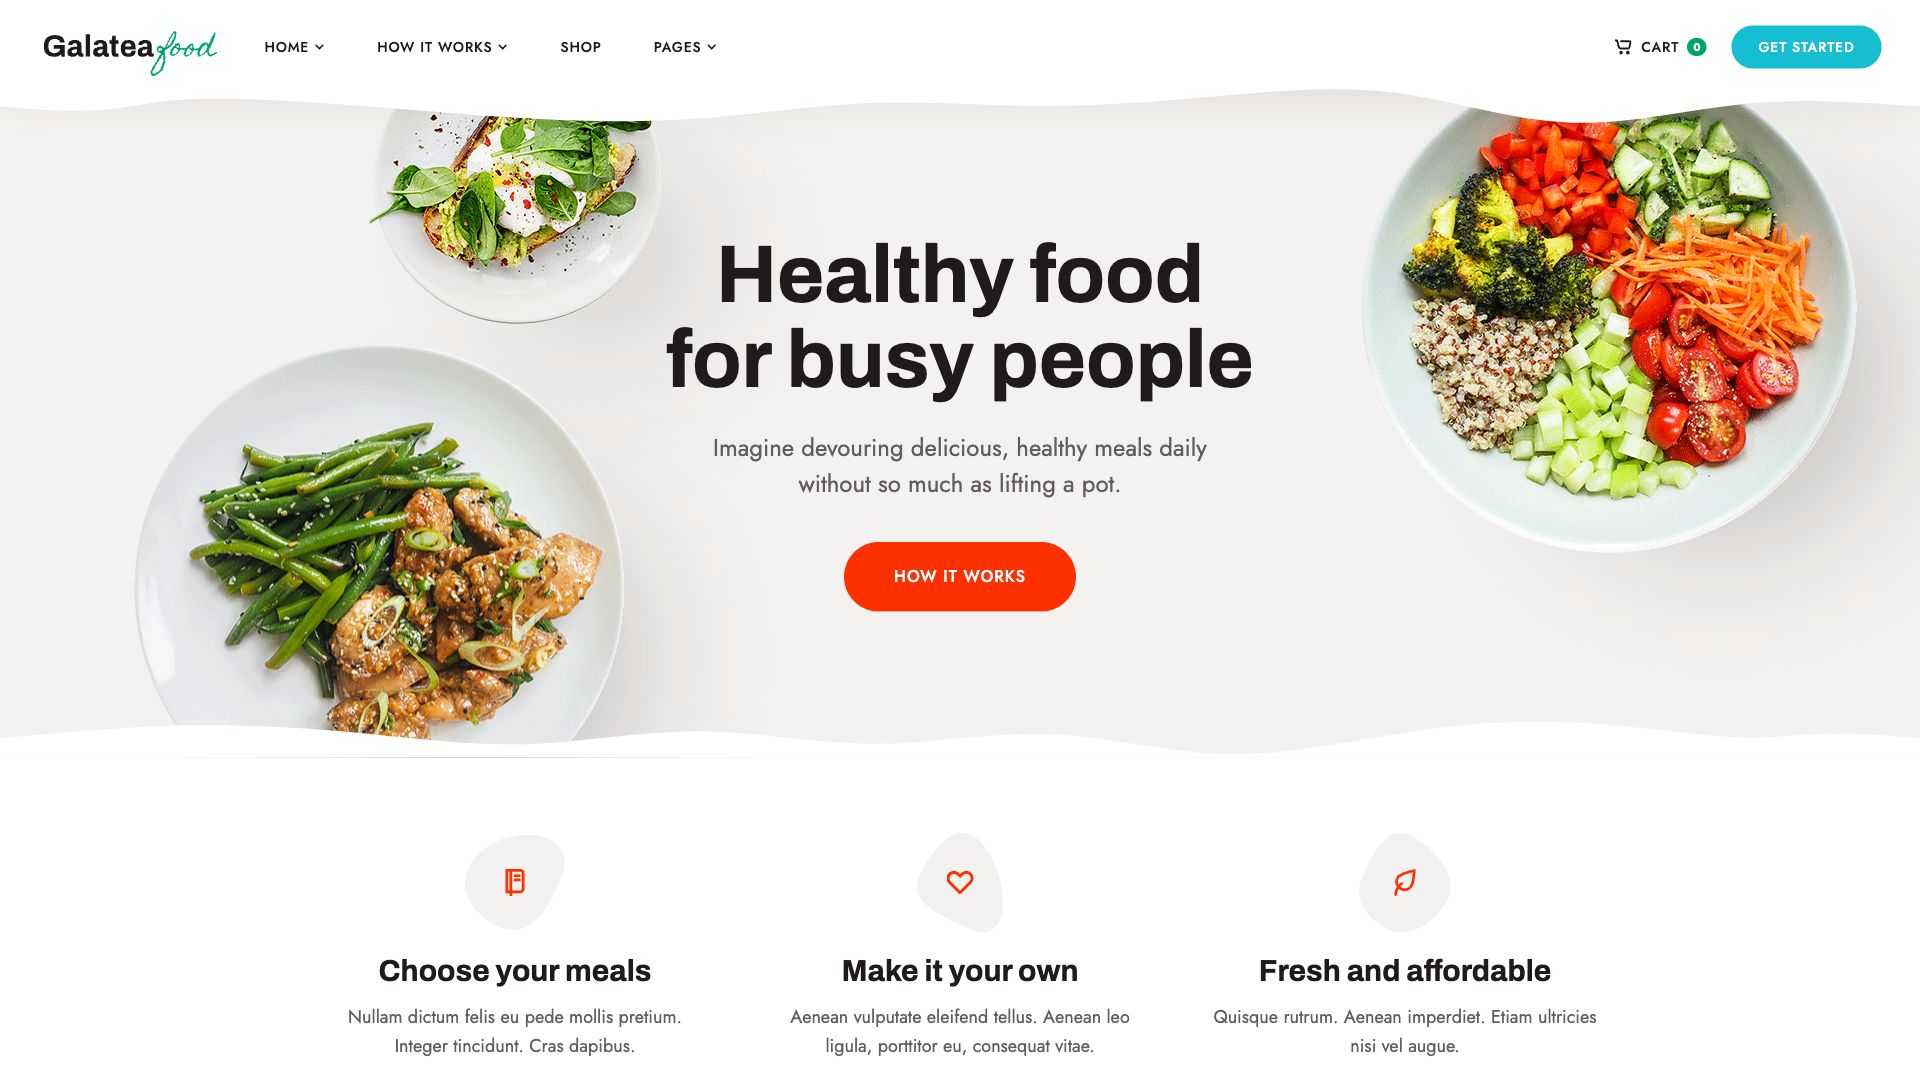 Galatea food
HOME
HOW IT WORKS
SHOP
PAGES
CART 0
GET STARTED
Healthy food
for busy people
Imagine devouring delicious, healthy meals daily
without so much as lifting a pot.
HOW IT WORKS
Choose your meals
Nullam dictum felis eu pede mollis pretium.
Integer tincidunt. Cras dapibus.
Make it your own
Aenean vulputate eleifend tellus. Aenean leo
ligula, porttitor eu, consequat vitae.
Fresh and affordable
Quisque rutrum. Aenean imperdiet. Etiam ultricies
nisi vel augue.